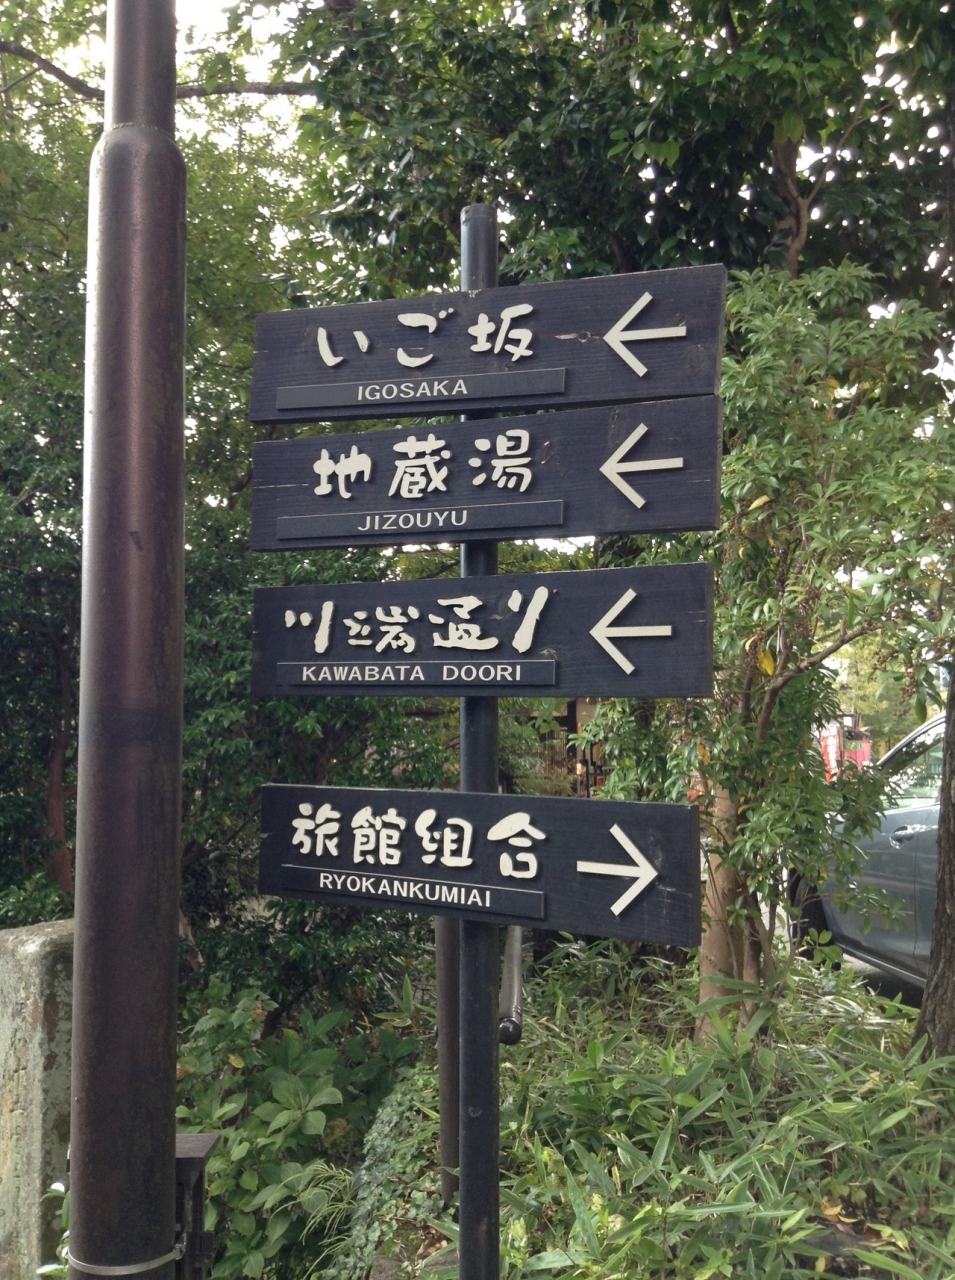 いご坂 ←
IGOSAKA
地蔵湯 ←
JIZOUYU
川端通り ←
KAWABATA DOORI
旅館組合 →
RYOKANKUMIAI